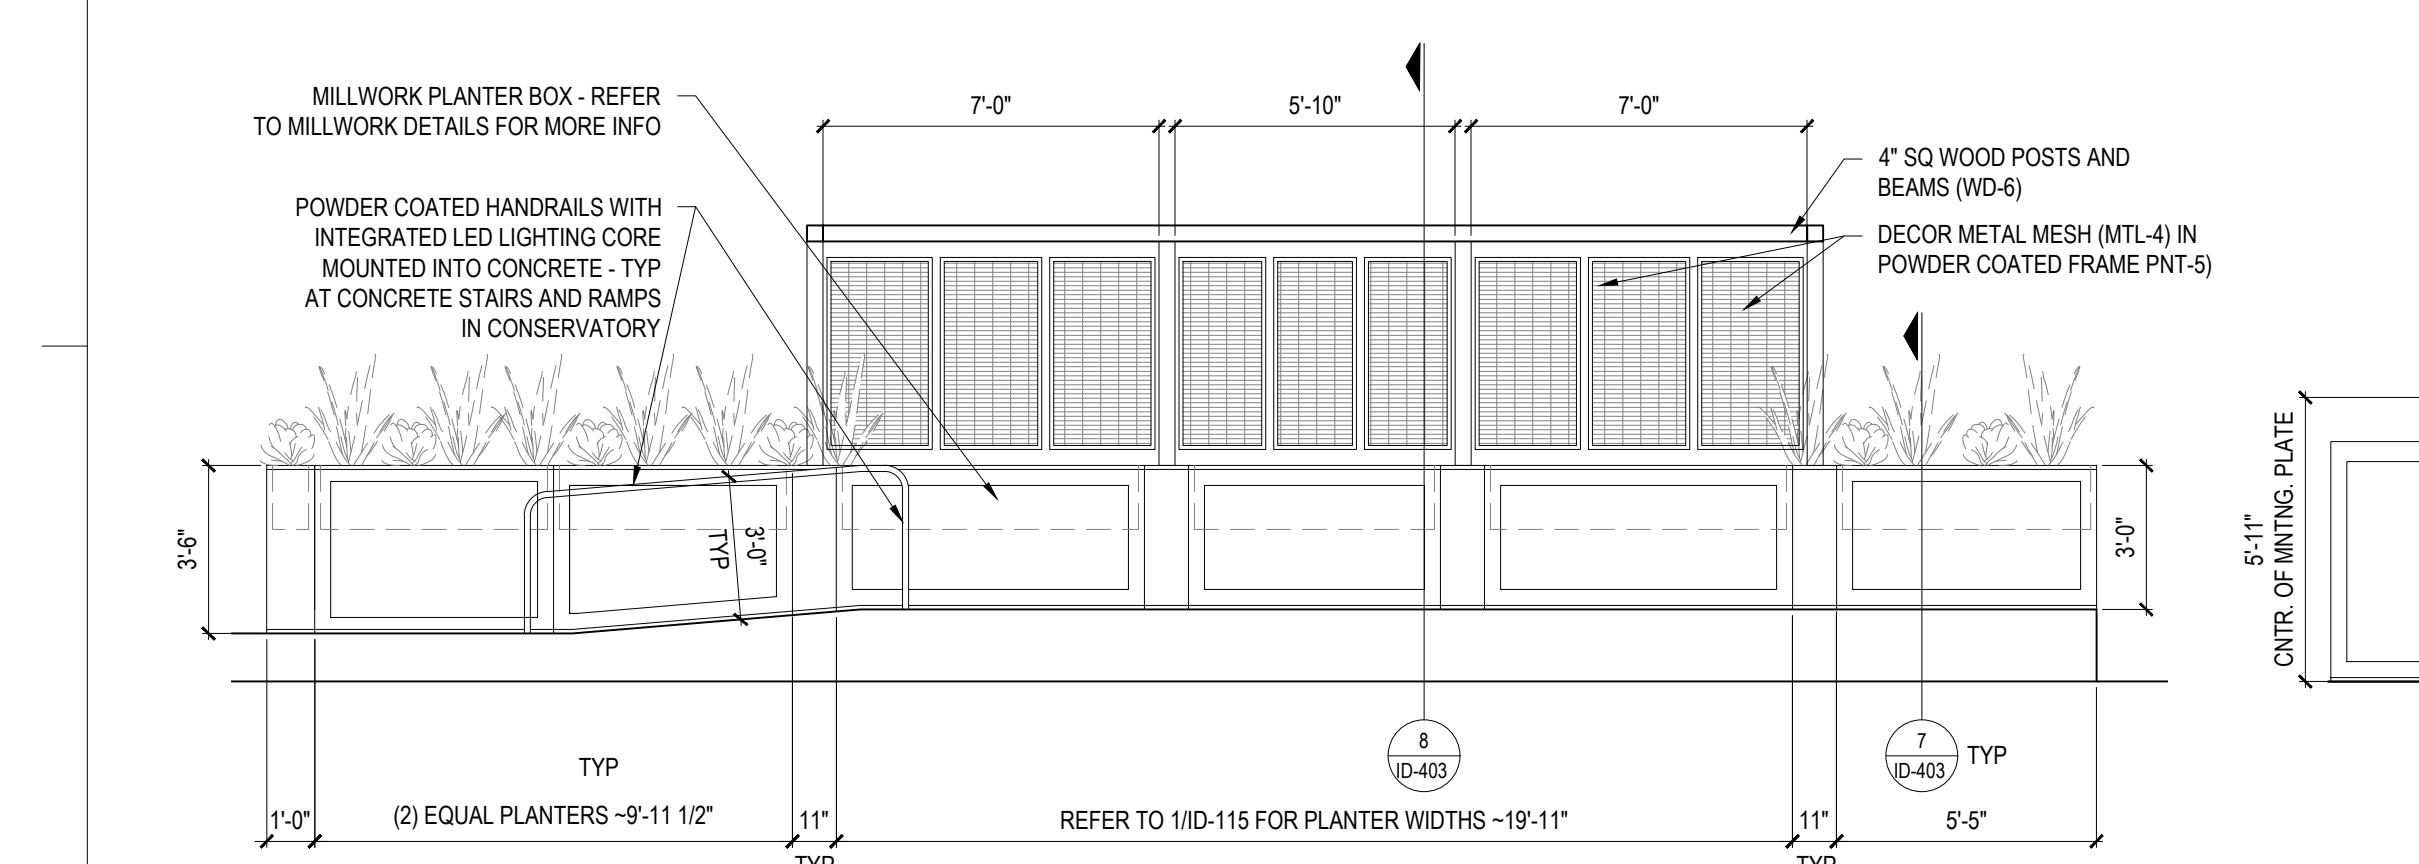 MILLWORK PLANTER BOX - REFER
TO MILLWORK DETAILS FOR MORE INFO
POWDER COATED HANDRAILS WITH
INTEGRATED LED LIGHTING CORE
MOUNTED INTO CONCRETE - TYP
AT CONCRETE STAIRS AND RAMPS
IN CONSERVATORY
7'-0"
5'-10"
7'-0"
4" SQ WOOD POSTS AND
BEAMS (WD-6)
DECOR METAL MESH (MTL-4) IN
POWDER COATED FRAME PNT-5)
3'-6"
3'-0"
TYP
3'-0"
5'-11"
CNTR. OF MNTNG. PLATE
8
ID-403
7
ID-403
TYP
TYP
1'-0"
(2) EQUAL PLANTERS ~9'-11 1/2"
11"
REFER TO 1/ID-115 FOR PLANTER WIDTHS ~19'-11"
11"
5'-5"
TYP
TYP